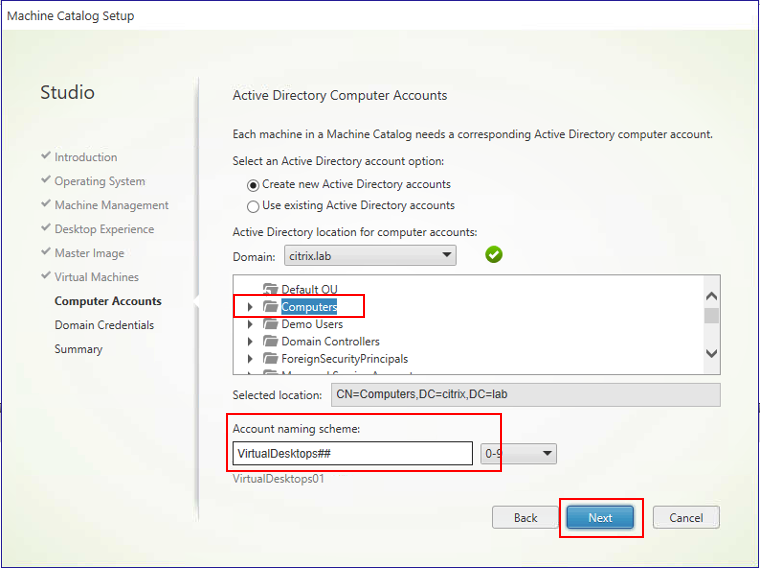 Machine Catalog Setup
Studio
Introduction
Operating System
Machine Management
Desktop Experience
Master Image
Virtual Machines
Computer Accounts
Domain Credentials
Summary
Active Directory Computer Accounts
Each machine in a Machine Catalog needs a corresponding Active Directory computer account.
Select an Active Directory account option:
Create new Active Directory accounts
Use existing Active Directory accounts
Active Directory location for computer accounts:
Domain: citrix.lab
Default OU
Computers
Demo Users
Domain Controllers
ForeignSecurityPrincipals
Selected location: CN=Computers,DC=citrix,DC=lab
Account naming scheme:
VirtualDesktops## 0-9
VirtualDesktops01
Back Next Cancel